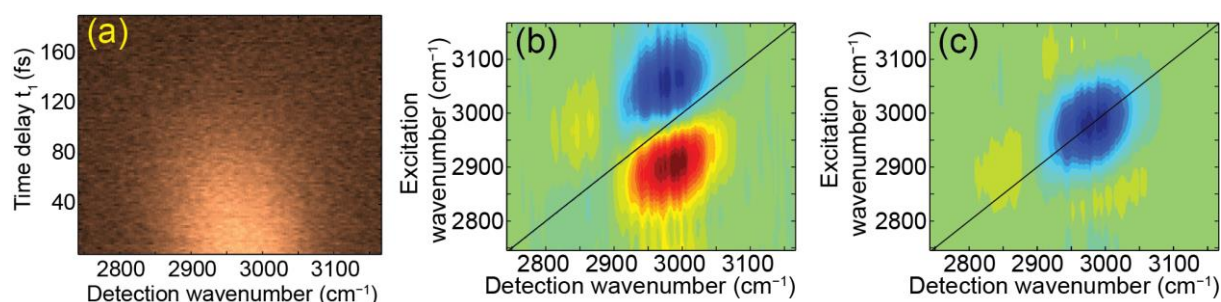 (a)
Time delay t₁ (fs)
160
120
80
40
2800 2900 3000 3100
Detection wavenumber (cm⁻¹)
(b)
Excitation
wavenumber (cm⁻¹)
3100
3000
2900
2800
2800 2900 3000 3100
Detection wavenumber (cm⁻¹)
(c)
Excitation
wavenumber (cm⁻¹)
3100
3000
2900
2800
2800 2900 3000 3100
Detection wavenumber (cm⁻¹)